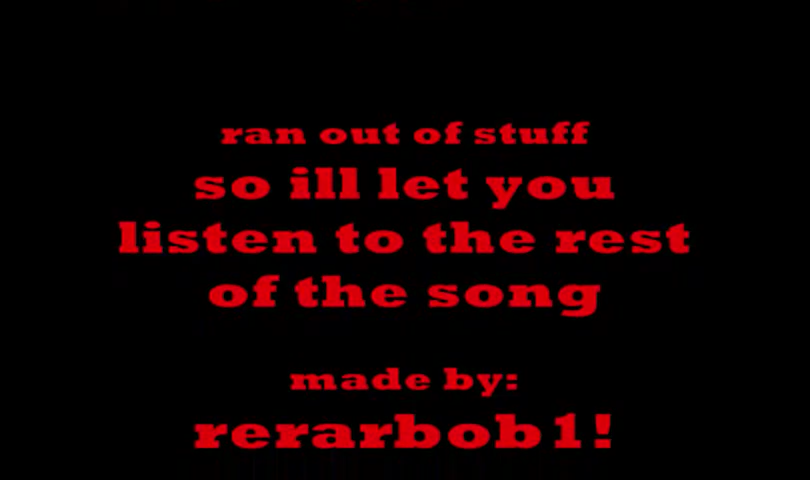 ran out of stuff
so ill let you
listen to the rest
of the song
made by:
rerarbob1!